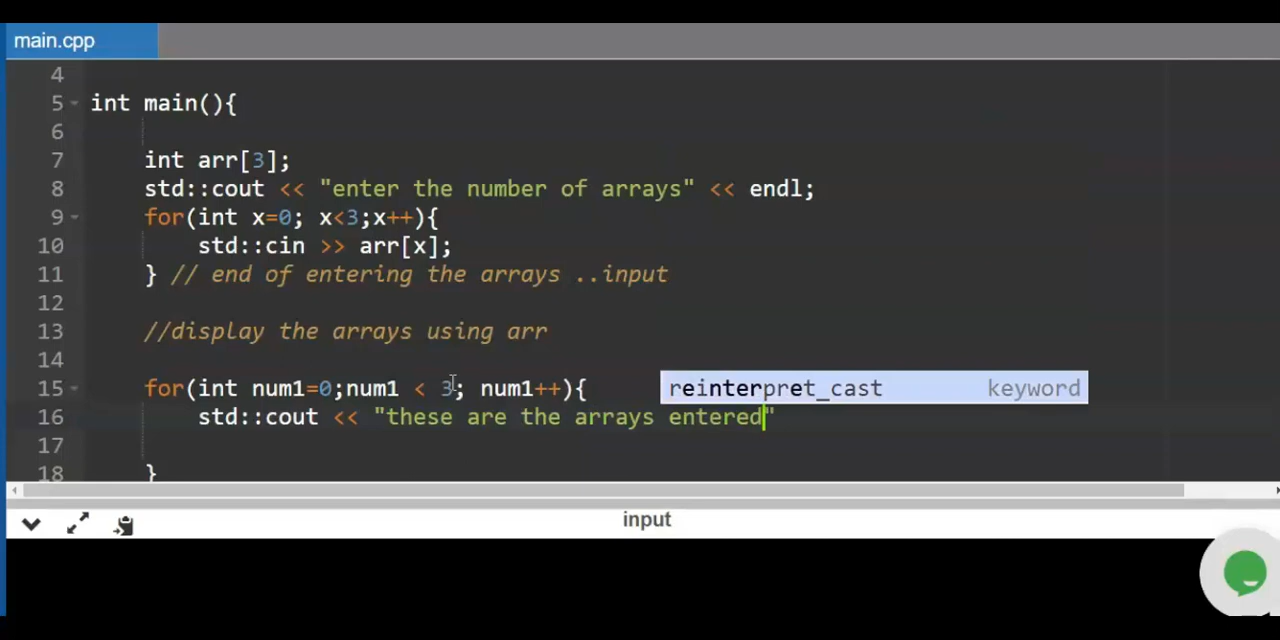 main.cpp
4
5 int main(){
6
7 int arr[3];
8 std::cout << "enter the number of arrays" << endl;
9 for(int x=0; x<3;x++){
10 std::cin >> arr[x];
11 } // end of entering the arrays ..input
12
13 //display the arrays using arr
14
15 for(int num1=0;num1 < 3; num1++){
reinterpret_cast keyword
16 std::cout << "these are the arrays entered"
17
18 }
input